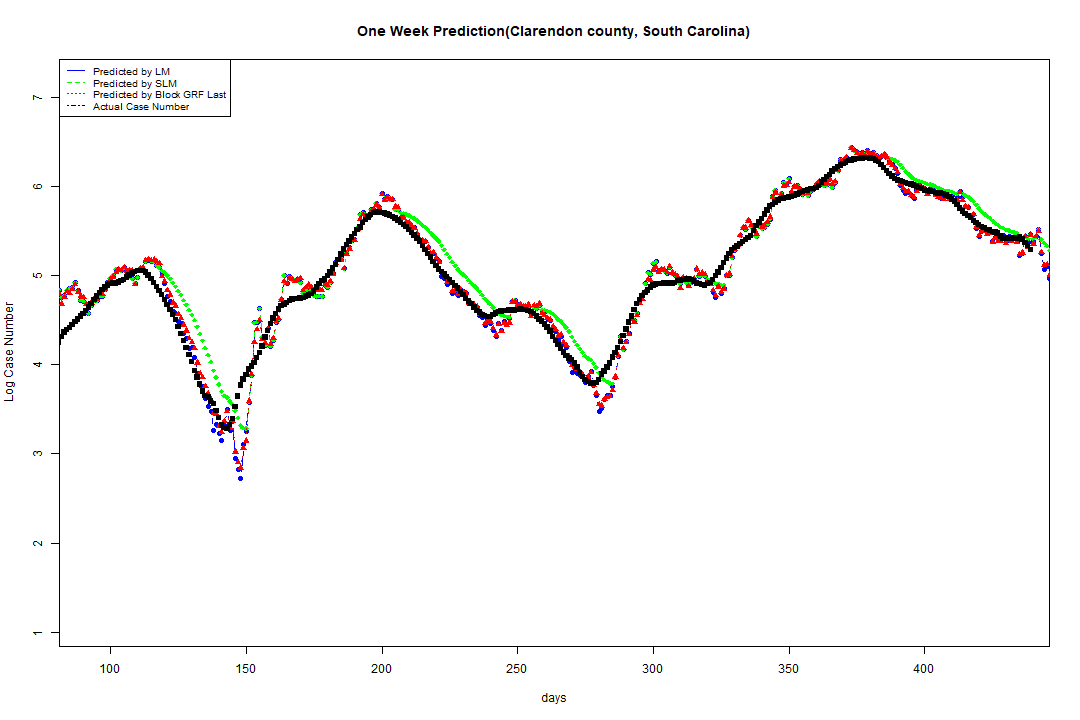 One Week Prediction(Clarendon county, South Carolina)
Predicted by LM
Predicted by SLM
Predicted by Block GRF Last
Actual Case Number
7
6
5
4
3
2
1
Log Case Number
100 150 200 250 300 350 400
days